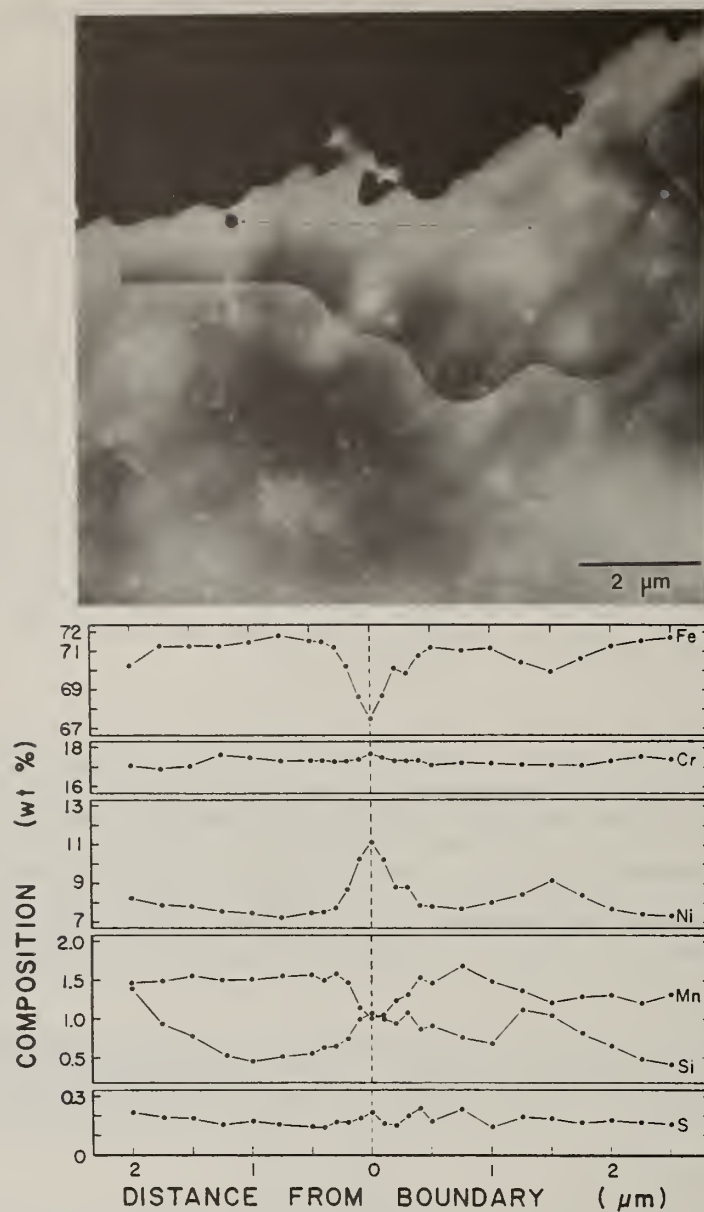 2 μm
72
71
69
67
Fe
18
16
Cr
13
11
9
7
Ni
2.0
1.5
1.0
0.5
Mn
Si
0.3
0
S
2 1 0 1 2
COMPOSITION (wt %)
DISTANCE FROM BOUNDARY (μm)